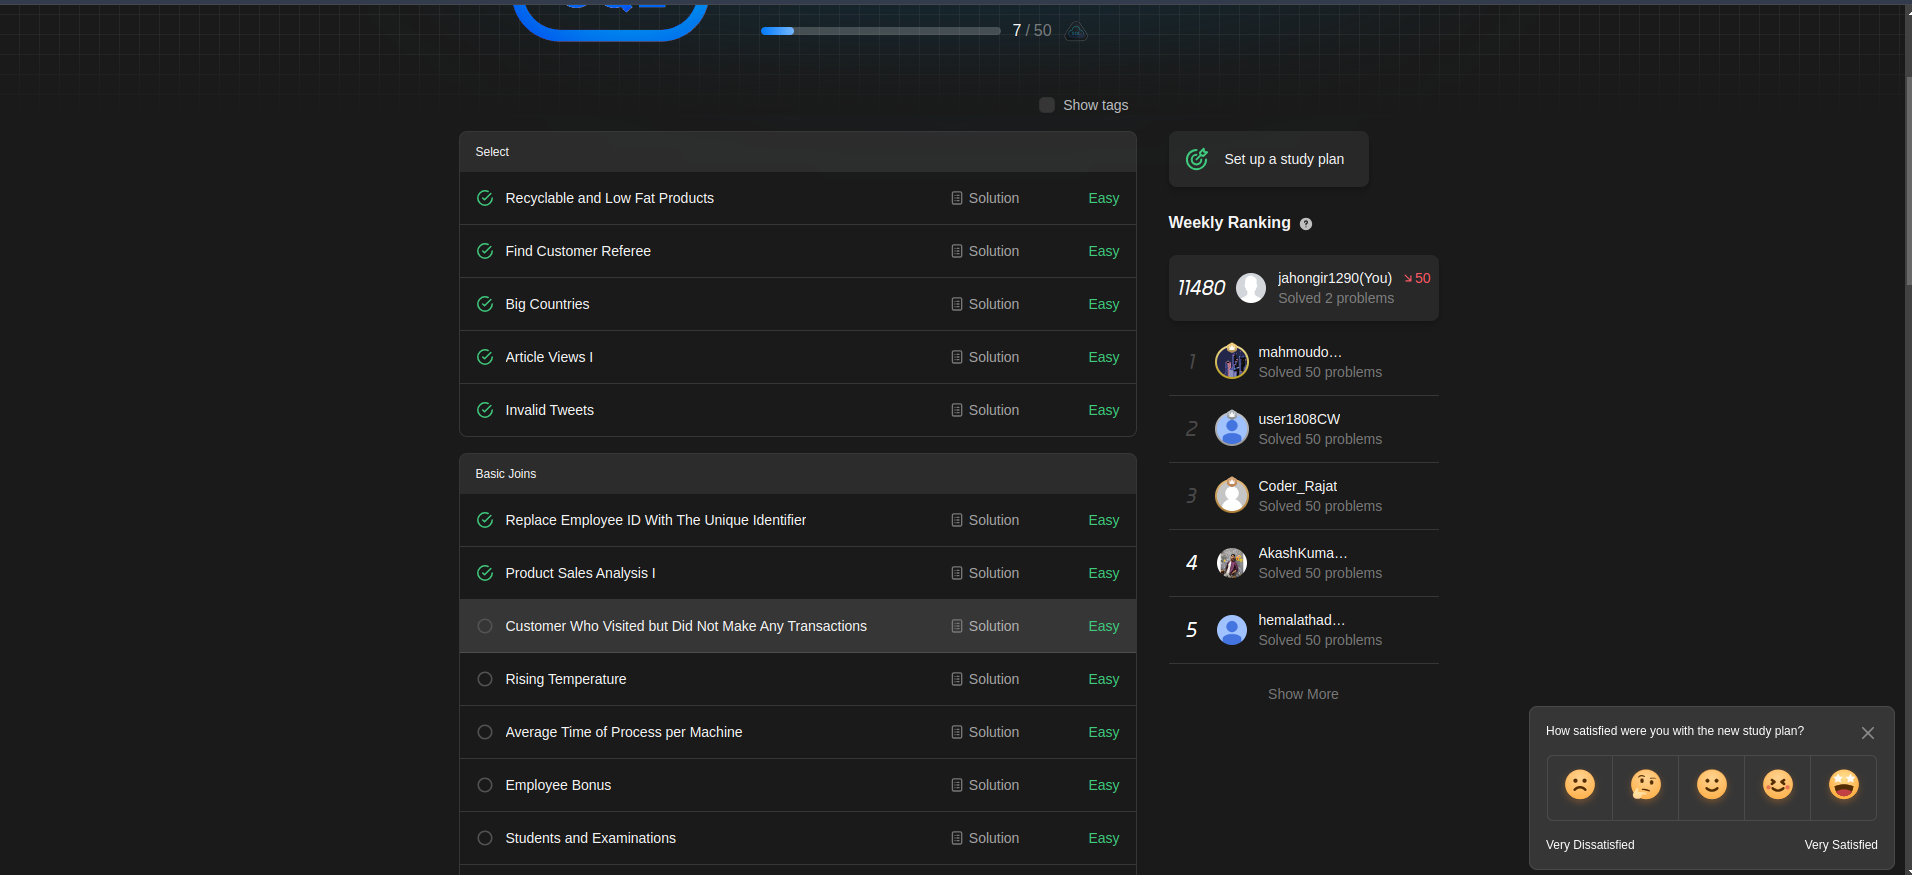 7 / 50
Show tags
Select
Recyclable and Low Fat Products Solution Easy
Find Customer Referee Solution Easy
Big Countries Solution Easy
Article Views I Solution Easy
Invalid Tweets Solution Easy
Basic Joins
Replace Employee ID With The Unique Identifier Solution Easy
Product Sales Analysis I Solution Easy
Customer Who Visited but Did Not Make Any Transactions Solution Easy
Rising Temperature Solution Easy
Average Time of Process per Machine Solution Easy
Employee Bonus Solution Easy
Students and Examinations Solution Easy
Set up a study plan
Weekly Ranking ?
11480 jahongir1290(You) 50
Solved 2 problems
1 mahmoudo...
Solved 50 problems
2 user1808CW
Solved 50 problems
3 Coder_Rajat
Solved 50 problems
4 AkashKuma...
Solved 50 problems
5 hemalathad...
Solved 50 problems
Show More
How satisfied were you with the new study plan?
Very Dissatisfied Very Satisfied